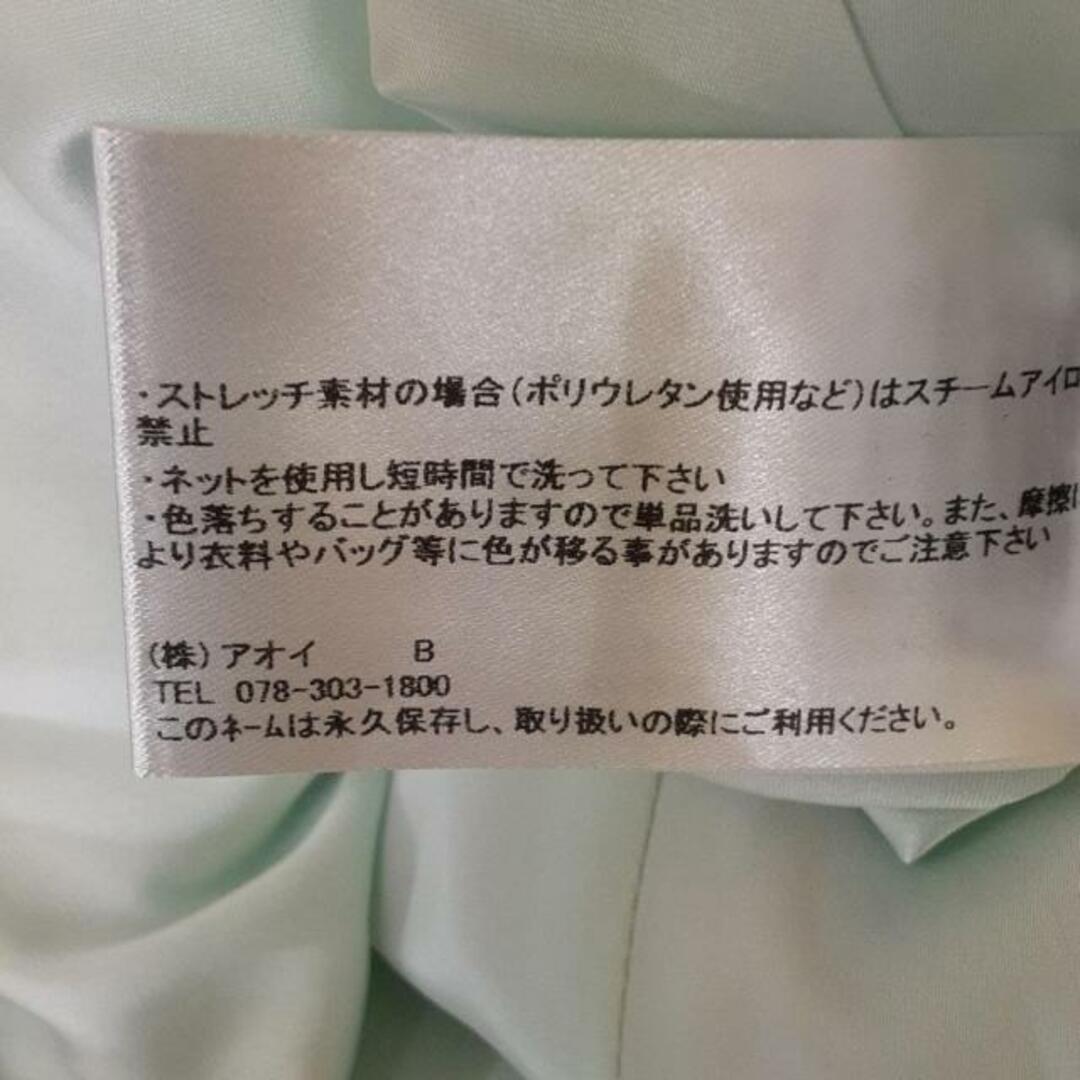 ・ストレッチ素材の場合(ポリウレタン使用など)はスチームアイロ
禁止
・ネットを使用し短時間で洗って下さい
・色落ちすることがありますので単品洗いして下さい。また、摩擦に
より衣料やバッグ等に色が移る事がありますのでご注意下さい
(株)アオイ B
TEL 078-303-1800
このネームは永久保存し、取り扱いの際にご利用ください。